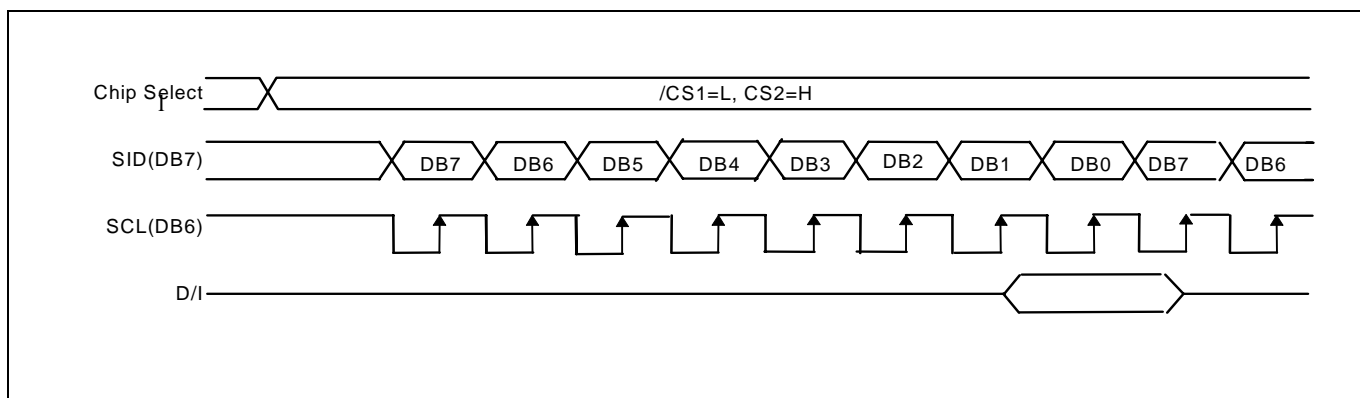 Chip Select
/CS1=L, CS2=H
SID(DB7)
DB7 DB6 DB5 DB4 DB3 DB2 DB1 DB0 DB7 DB6
SCL(DB6)
D/I